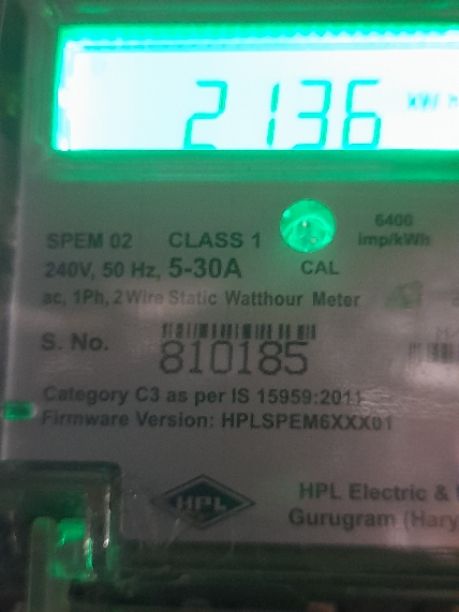 2136 kW h
6400
imp/kWh
SPEM 02 CLASS 1
240V, 50 Hz, 5-30A CAL
ac, 1Ph, 2 Wire Static Watthour Meter
S. No. 810185
Category C3 as per IS 15959:2011
Firmware Version: HPLSPEM6XXX01
HPL
HPL Electric &
Gurugram (Hary